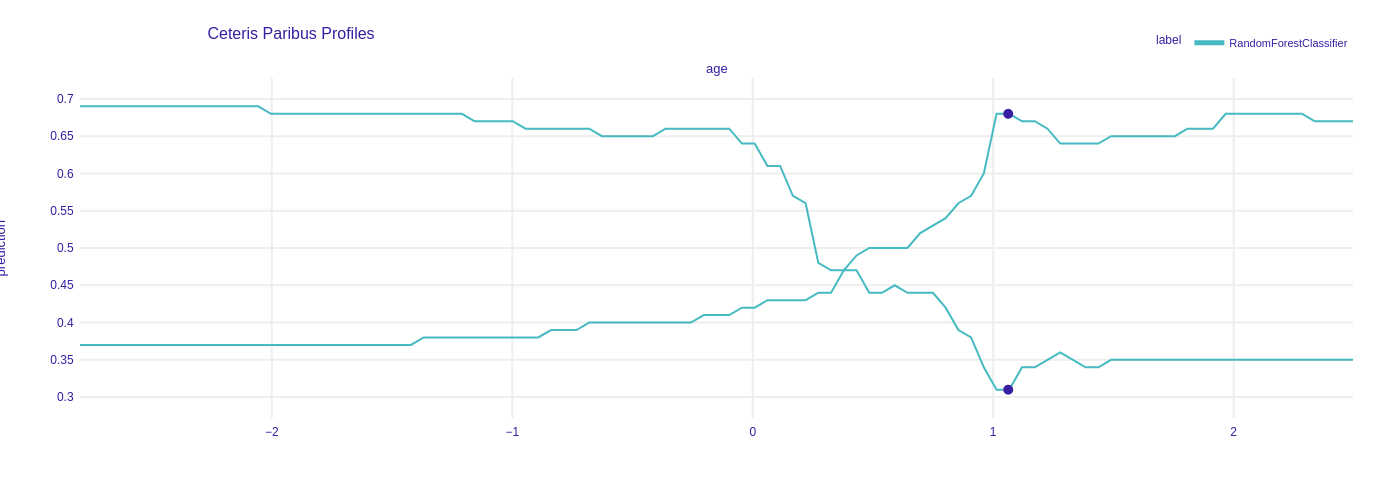 Ceteris Paribus Profiles
label RandomForestClassifier
age
0.7
0.65
0.6
0.55
0.5
0.45
0.4
0.35
0.3
prediction
−2 −1 0 1 2